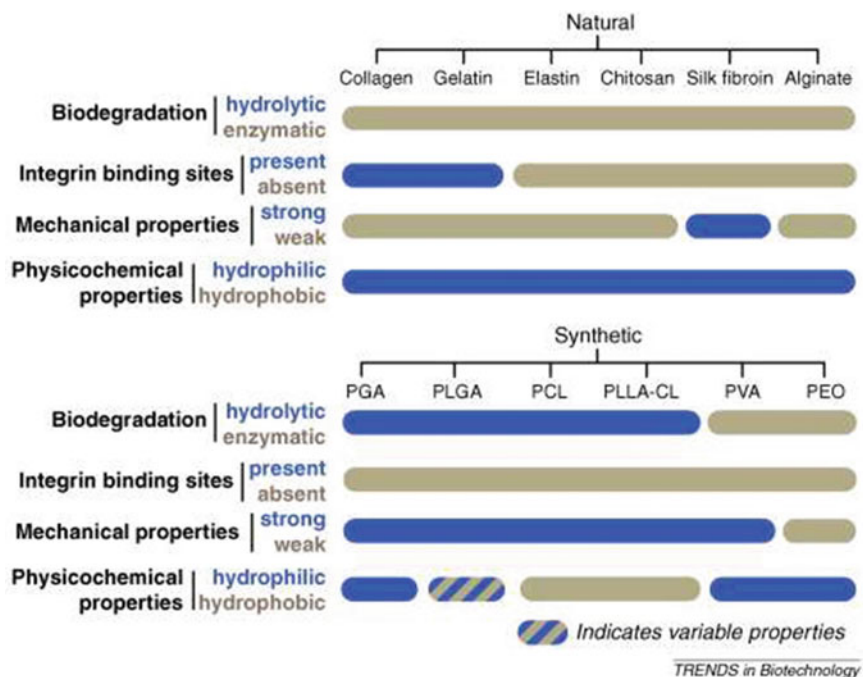 Natural
Collagen Gelatin Elastin Chitosan Silk fibroin Alginate
Biodegradation hydrolytic
enzymatic
Integrin binding sites present
absent
Mechanical properties strong
weak
Physicochemical hydrophilic
properties hydrophobic
Synthetic
PGA PLGA PCL PLLA-CL PVA PEO
Biodegradation hydrolytic
enzymatic
Integrin binding sites present
absent
Mechanical properties strong
weak
Physicochemical hydrophilic
properties hydrophobic
Indicates variable properties
TRENDS in Biotechnology